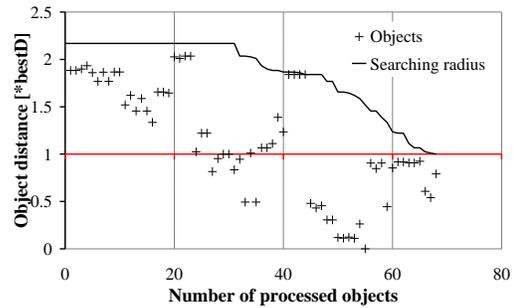 2.5
2
1.5
1
0.5
0
Object distance [*bestD]
Objects
Searching radius
0 20 40 60 80
Number of processed objects